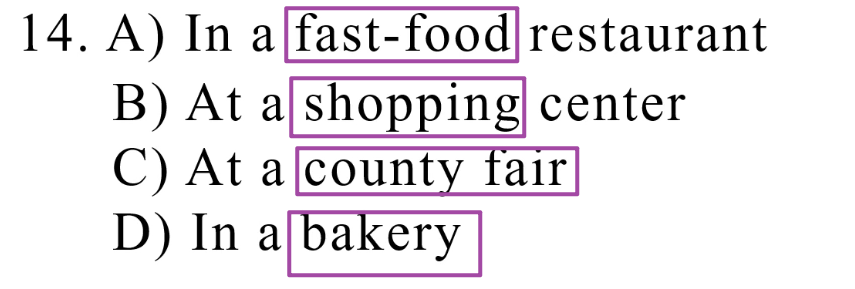 14. A) In a fast-food restaurant
B) At a shopping center
C) At a county fair
D) In a bakery